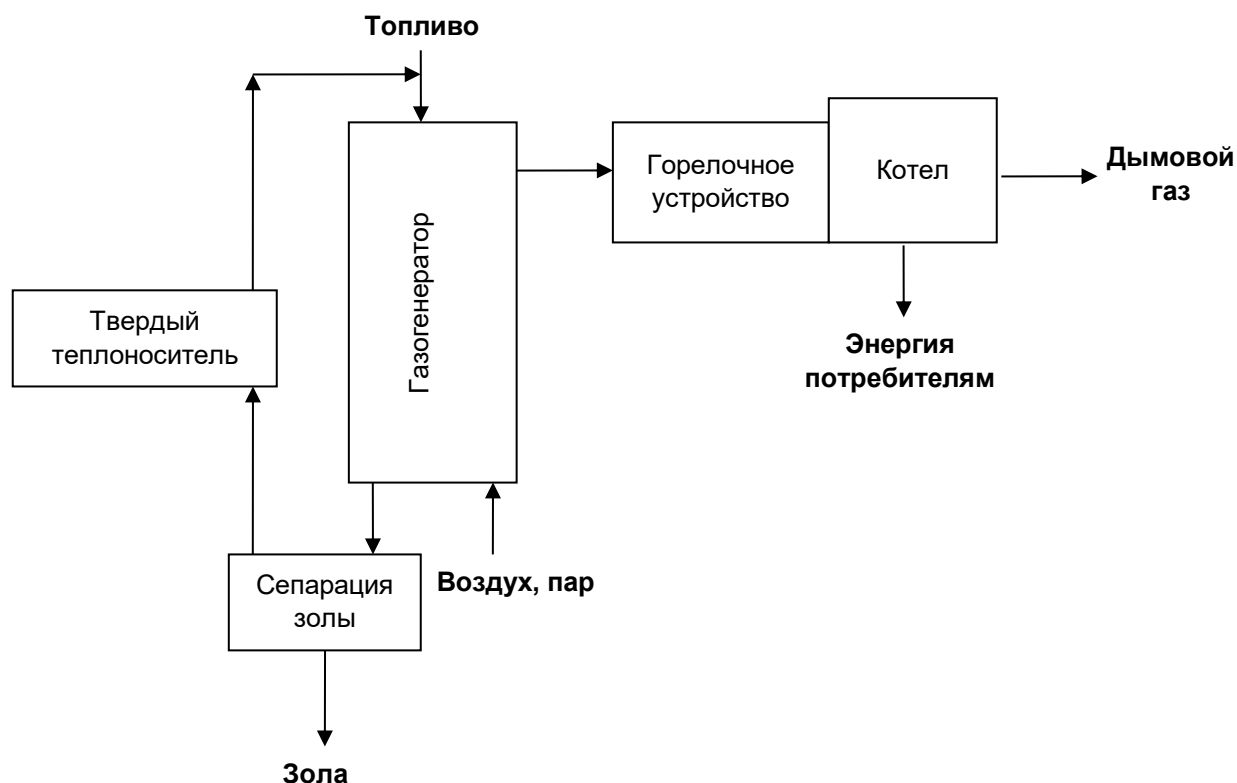 Топливо
Горелочное
устройство
Котел
Дымовой
газ
Газогенератор
Твердый
теплоноситель
Энергия
потребителям
Сепарация
золы
Воздух, пар
Зола